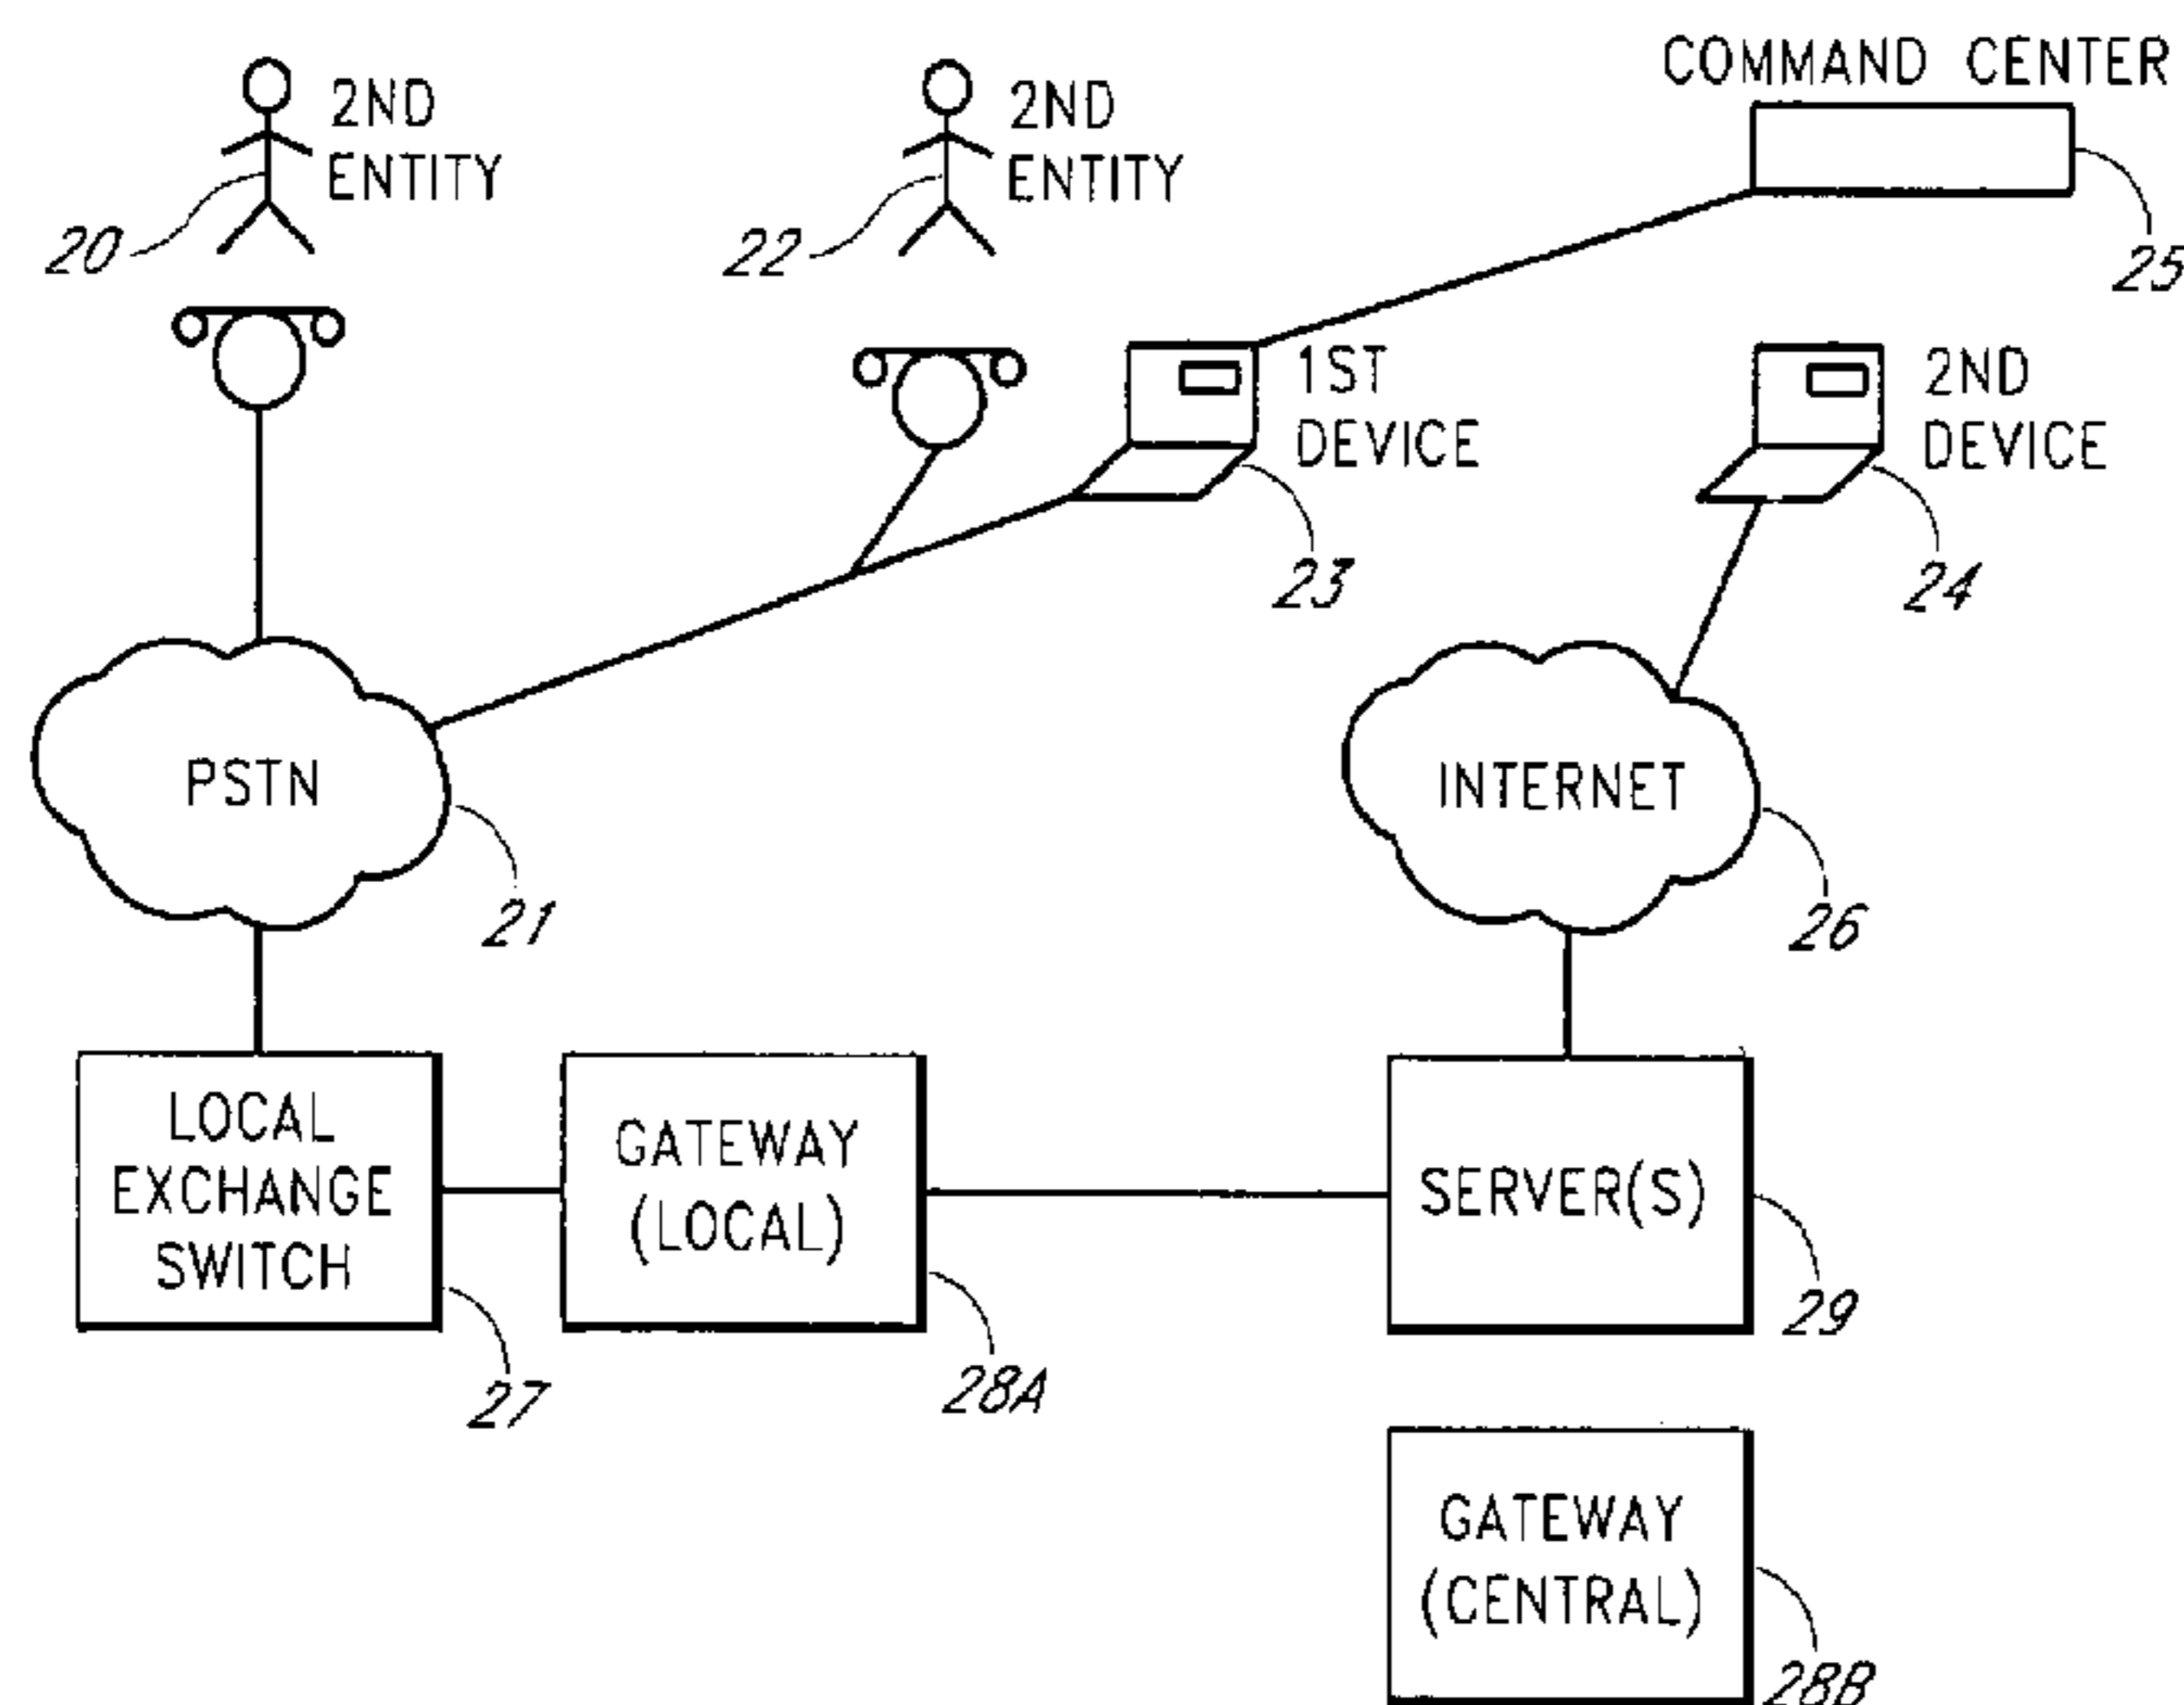 COMMAND CENTER
2ND
ENTITY
20
2ND
ENTITY
22
25
1ST
DEVICE
23
2ND
DEVICE
24
PSTN
21
INTERNET
26
LOCAL
EXCHANGE
SWITCH
27
GATEWAY
(LOCAL)
28A
SERVER(S)
29
GATEWAY
(CENTRAL)
28B